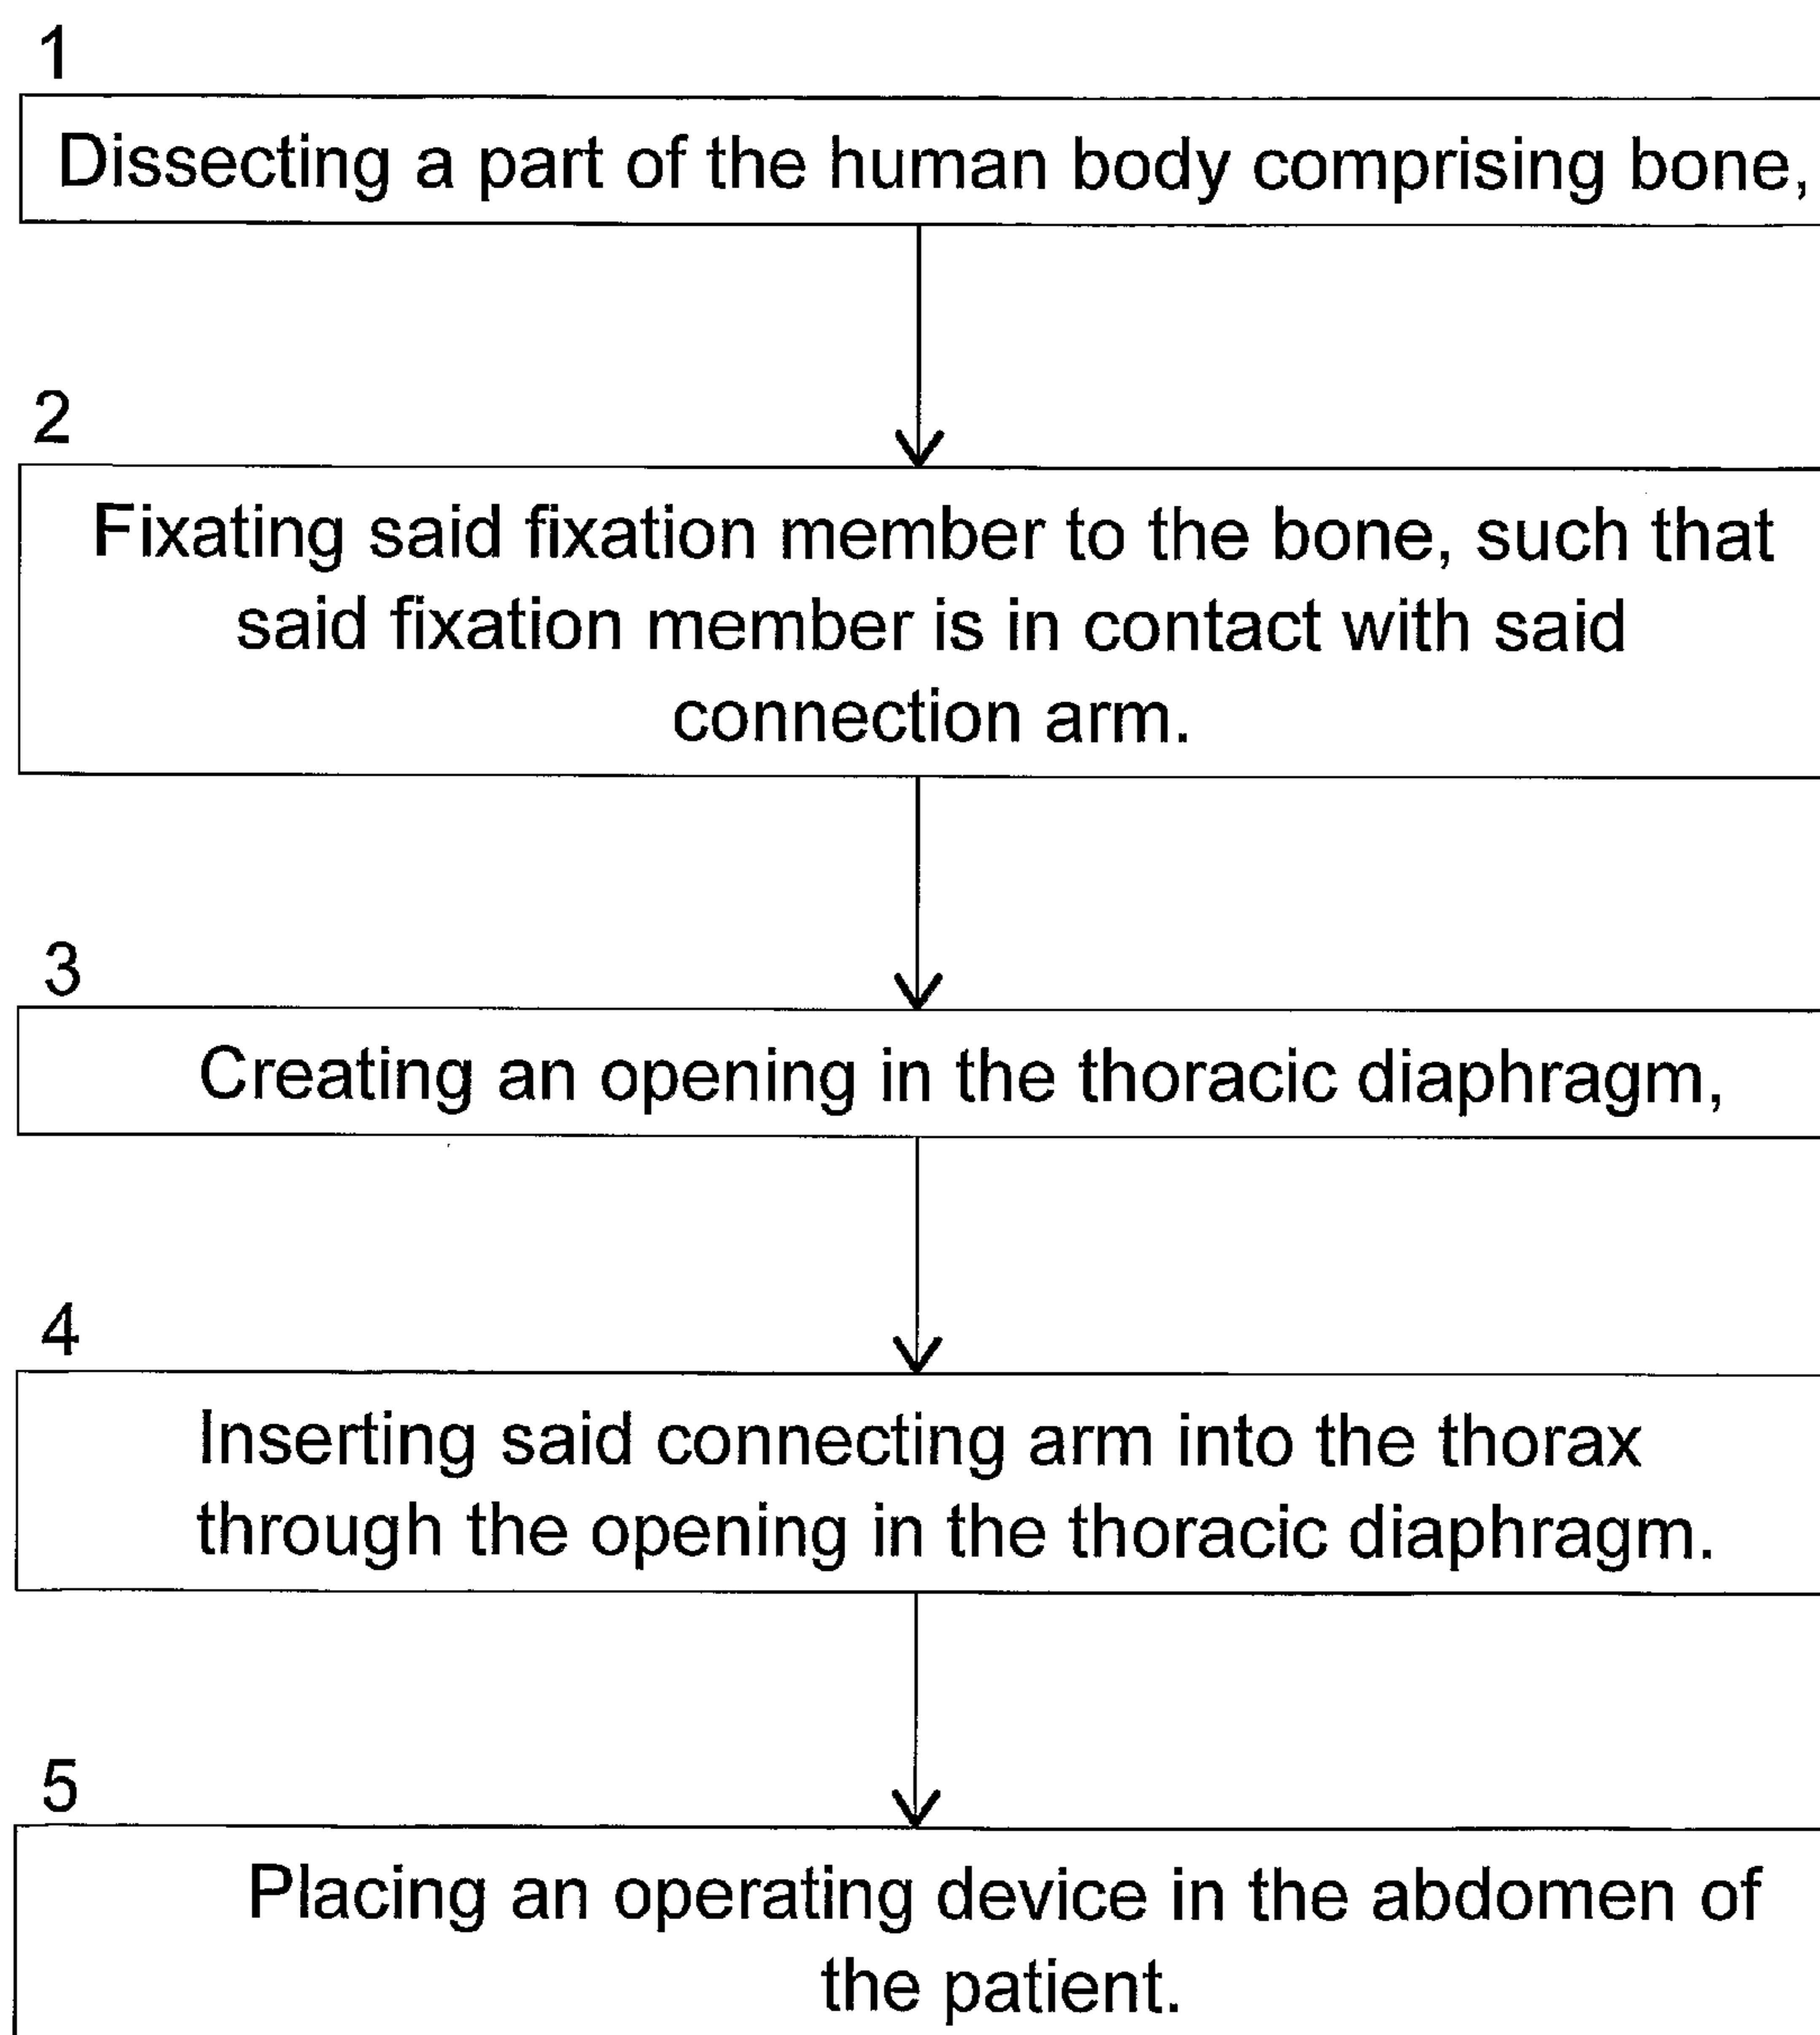 1
Dissecting a part of the human body comprising bone,
2
Fixating said fixation member to the bone, such that
said fixation member is in contact with said
connection arm.
3
Creating an opening in the thoracic diaphragm,
4
Inserting said connecting arm into the thorax
through the opening in the thoracic diaphragm.
5
Placing an operating device in the abdomen of
the patient.